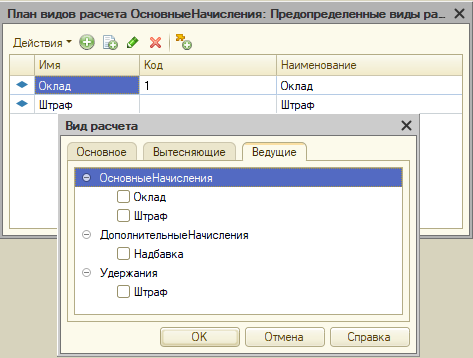 План видов расчета ОсновныеНачисления: Предопределенные виды ра...
Действия
Имя Код Наименование
Оклад 1 Оклад
Штраф Штраф
Вид расчета
Основное Вытесняющие Ведущие
ОсновныеНачисления
Оклад
Штраф
ДополнительныеНачисления
Надбавка
Удержания
Штраф
OK Отмена Справка